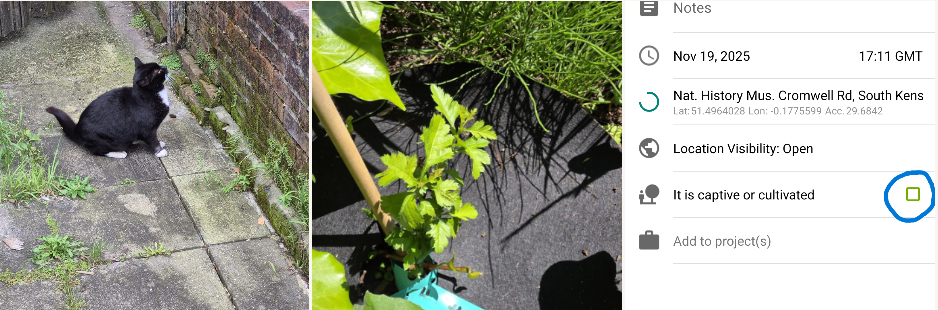 Notes
Nov 19, 2025 17:11 GMT
Nat. History Mus. Cromwell Rd, South Kens
Lat: 51.4964028 Lon: -0.1775599 Acc. 29.6842
Location Visibility: Open
It is captive or cultivated
Add to project(s)